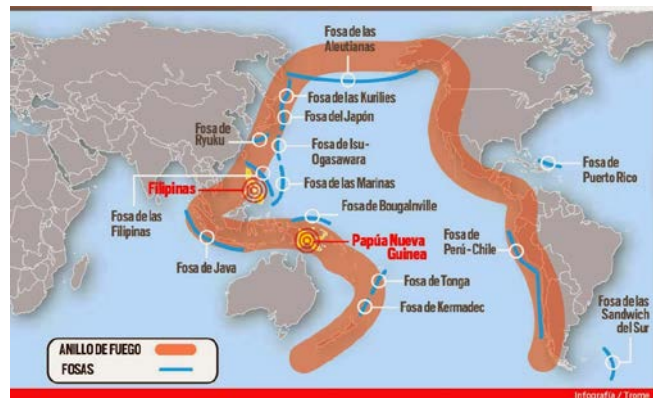 Fosa de las
Aleutianas
Fosa de las Kurilies
Fosa del Japón
Fosa de
Ryuku
Fosa de Isu-
Ogasawara
Fosa de
Puerto Rico
Filipinas
Fosa de las Marinas
Fosa de las
Filipinas
Fosa de Bougalnville
Papúa Nueva
Guinea
Fosa de
Perú-Chile
Fosa de Java
Fosa de Tonga
Fosa de Kermadec
Fosa de las
Sandwich
del Sur
ANILLO DE FUEGO
FOSAS
Infografía / Trome